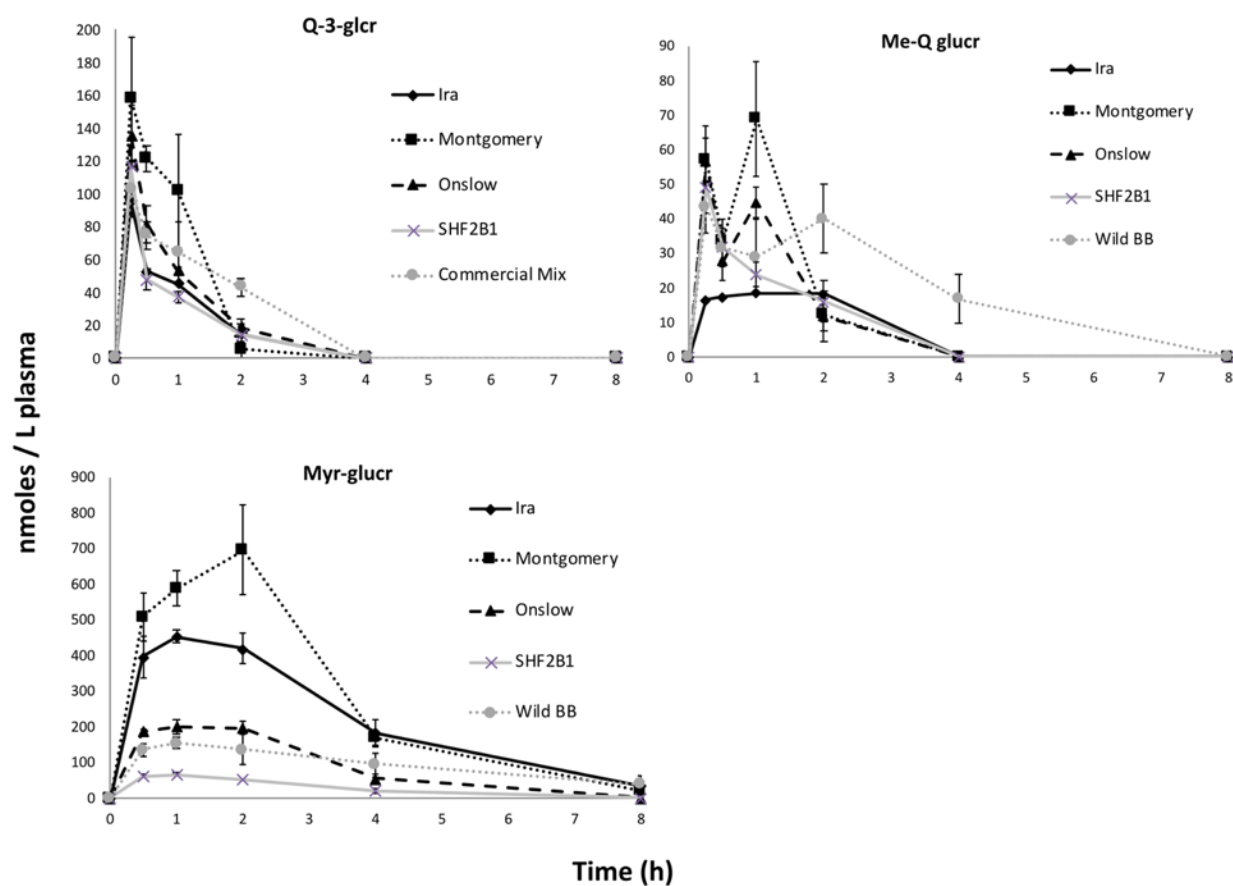 Q-3-glcr
200
180
160
140
120
100
80
60
40
20
0
0 1 2 3 4 5 6 7 8
Ira
Montgomery
Onslow
SHF2B1
Commercial Mix
Me-Q glucr
90
80
70
60
50
40
30
20
10
0
0 1 2 3 4 5 6 7 8
Ira
Montgomery
Onslow
SHF2B1
Wild BB
nmoles / L plasma
Myr-glucr
900
800
700
600
500
400
300
200
100
0
0 1 2 3 4 5 6 7 8
Ira
Montgomery
Onslow
SHF2B1
Wild BB
Time (h)